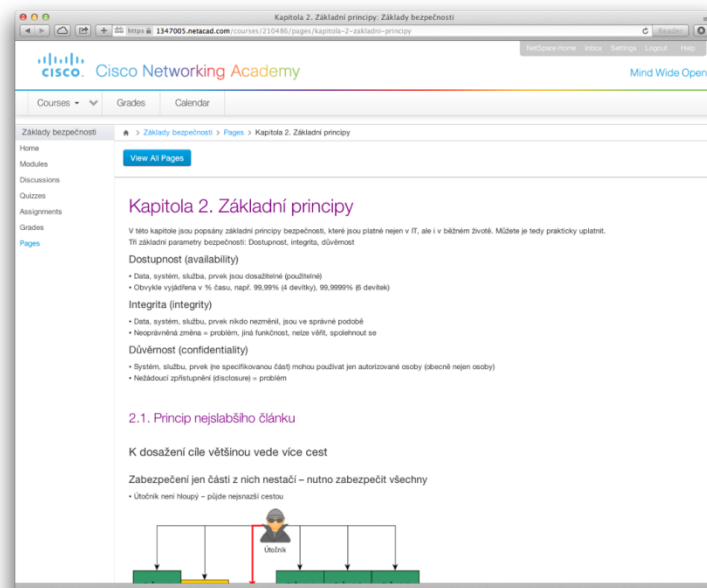 Kapitola 2. Základní principy: Základy bezpečnosti
https 1347005.netacad.com/courses/210486/pages/kapitola-2-zakladni-principy
Reader
NetSpace Home Inbox Settings Logout Help
CISCO. Cisco Networking Academy
Mind Wide Open
Courses Grades Calendar
Základy bezpečnosti
Home
Modules
Discussions
Quizzes
Assignments
Grades
Pages
> Základy bezpečnosti > Pages > Kapitola 2. Základní principy
View All Pages
Kapitola 2. Základní principy
V této kapitole jsou popsány základní principy bezpečnosti, které jsou platné nejen v IT, ale i v běžném životě. Můžete je tedy prakticky uplatnit.
Tři základní parametry bezpečnosti: Dostupnost, integrita, důvěrnost
Dostupnost (availability)
• Data, systém, služba, prvek jsou dosažitelné (použitelné)
• Obvykle vyjádřena v % času, např. 99,99% (4 devítky), 99,9999% (6 devítek)
Integrita (integrity)
• Data, systém, služba, prvek nikdo nezměnil, jsou ve správné podobě
• Neoprávněná změna = problém, jiná funkčnost, nelze věřit, spolehnout se
Důvěrnost (confidentiality)
• Systém, službu, prvek (ne specifikovanou část) mohou používat jen autorizované osoby (obecně nejen osoby)
• Nežádoucí zpřístupnění (disclosure) = problém
2.1. Princip nejslabšího článku
K dosažení cíle většinou vede více cest
Zabezpečení jen části z nich nestačí – nutno zabezpečit všechny
• Útočník není hloupý – půjde nejsnazší cestou
Útočník